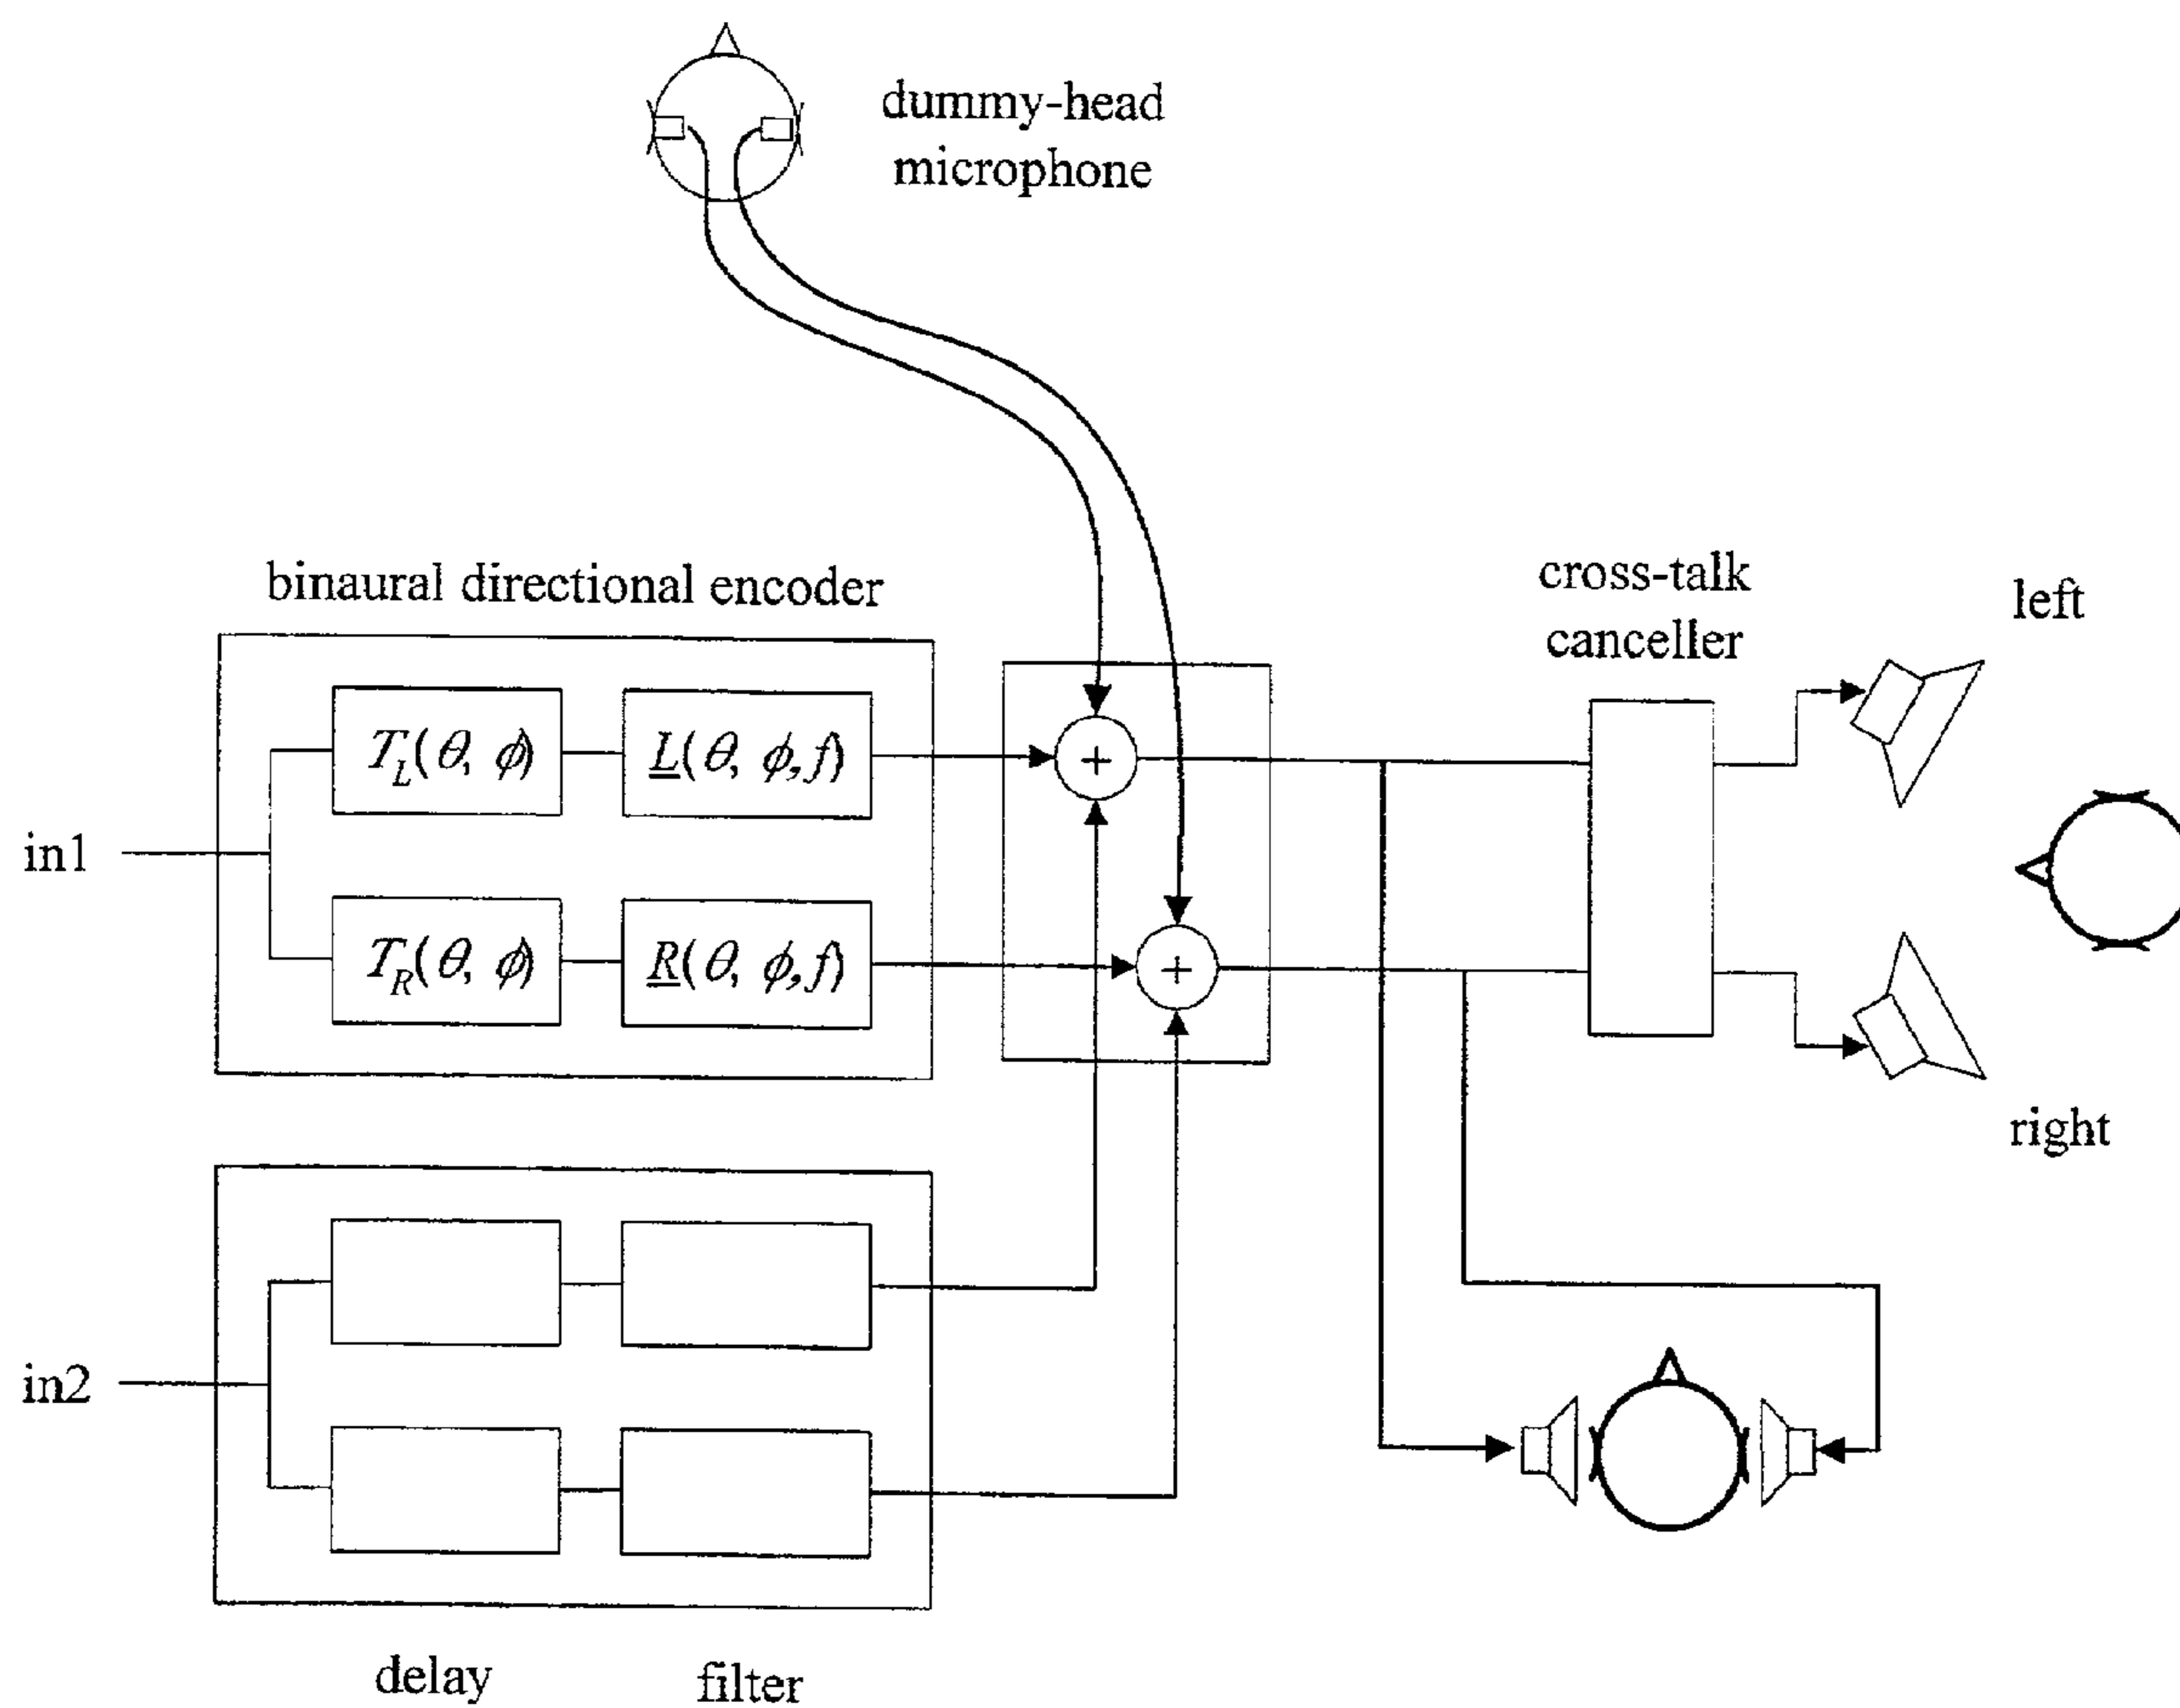 dummy-head
microphone
binaural directional encoder
cross-talk
canceller
left
T_L(θ, ϕ)
L(θ, ϕ, f)
+
in1
T_R(θ, ϕ)
R(θ, ϕ, f)
+
right
in2
delay
filter